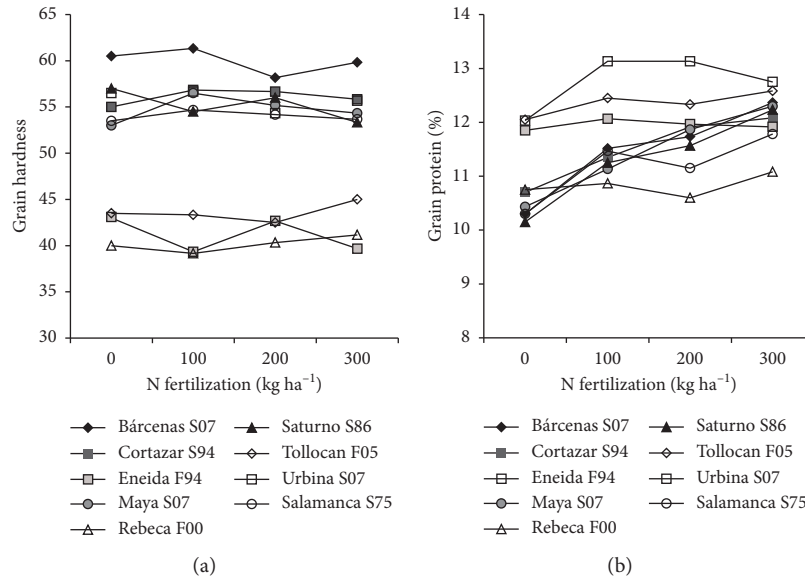 65
60
55
50
45
40
35
30
Grain hardness
0 100 200 300
N fertilization (kg ha⁻¹)
Bárcenas S07 Saturno S86
Cortazar S94 Tollocan F05
Eneida F94 Urbina S07
Maya S07 Salamanca S75
Rebeca F00
(a)
14
13
12
11
10
9
8
Grain protein (%)
0 100 200 300
N fertilization (kg ha⁻¹)
Bárcenas S07 Saturno S86
Cortazar S94 Tollocan F05
Eneida F94 Urbina S07
Maya S07 Salamanca S75
Rebeca F00
(b)